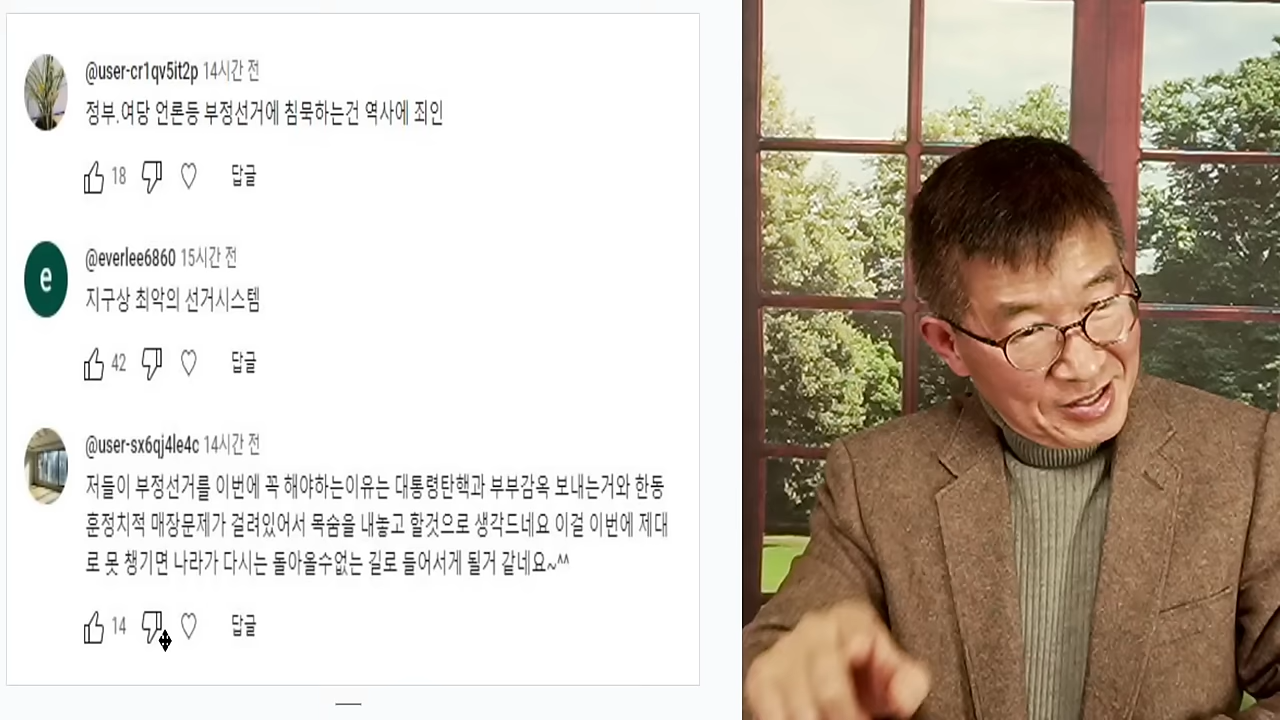 @user-cr1qv5it2p 14시간 전
정부.여당 언론등 부정선거에 침묵하는건 역사에 죄인
18 답글
e
@everlee6860 15시간 전
지구상 최악의 선거시스템
42 답글
@user-sx6qj4le4c 14시간 전
저들이 부정선거를 이번에 꼭 해야하는이유는 대통령탄핵과 부부감옥 보내는거와 한동
훈정치적 매장문제가 걸려있어서 목숨을 내놓고 할것으로 생각드네요 이걸 이번에 제대
로 못 챙기면 나라가 다시는 돌아올수없는 길로 들어서게 될거 같네요~^^
14 답글